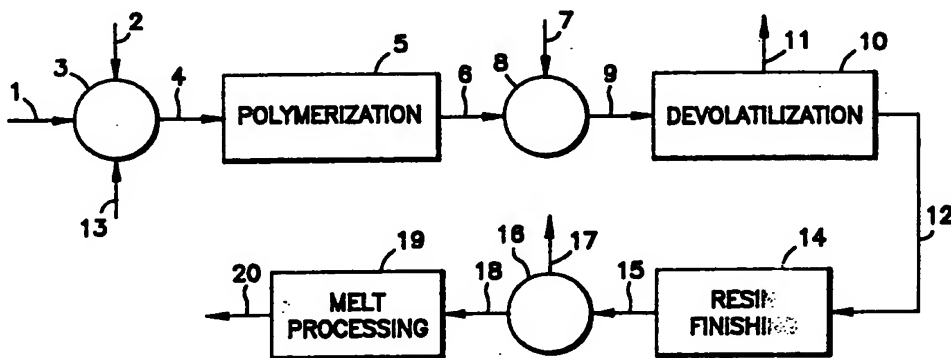 2 5 7 11 10
3 4 6 8 9
1 POLYMERIZATION DEVOLATILIZATION
13 12
19 16 17 14
20 18 15
MELT RESIN
PROCESSING FINISHING